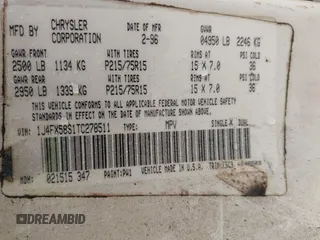 MFD BY CHRYSLER CORPORATION DATE OF MFR 2-96 GVWR 04950 LB 2246 KG
GAWR FRONT WITH TIRES RIMS AT PSI COLD
2500 LB 1134 KG P215/75R15 15 X 7.0 36
GAWR REAR WITH TIRES RIMS AT PSI COLD
2950 LB 1339 KG P215/75R15 15 X 7.0 36
THIS VEHICLE CONFORMS TO ALL APPLICABLE FEDERAL MOTOR VEHICLE SAFETY
STANDARDS IN EFFECT ON THE DATE OF MANUFACTURE SHOWN ABOVE.
VIN: 1J4FX58S1TC278511 TYPE: MPV
MDH: 021515 347 PAINT: PW1 VEHICLE MADE IN U.S.A.
DREAMBID